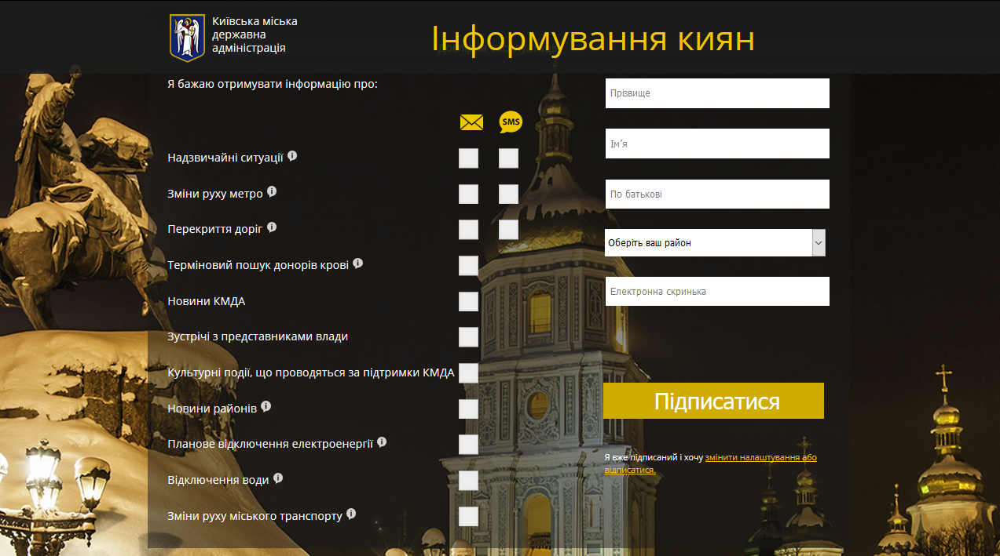 Київська міська
державна
адміністрація
Інформування киян
Я бажаю отримувати інформацію про:
SMS
Надзвичайні ситуації
Зміни руху метро
Перекриття доріг
Терміновий пошук донорів крові
Новини КМДА
Зустрічі з представниками влади
Культурні події, що проводяться за підтримки КМДА
Новини районів
Планове відключення електроенергії
Відключення води
Зміни руху міського транспорту
Прізвище
Ім’я
По батькові
Оберіть ваш район
Електронна скринька
Підписатися
Я вже підписаний і хочу змінити налаштування або
відписатися.